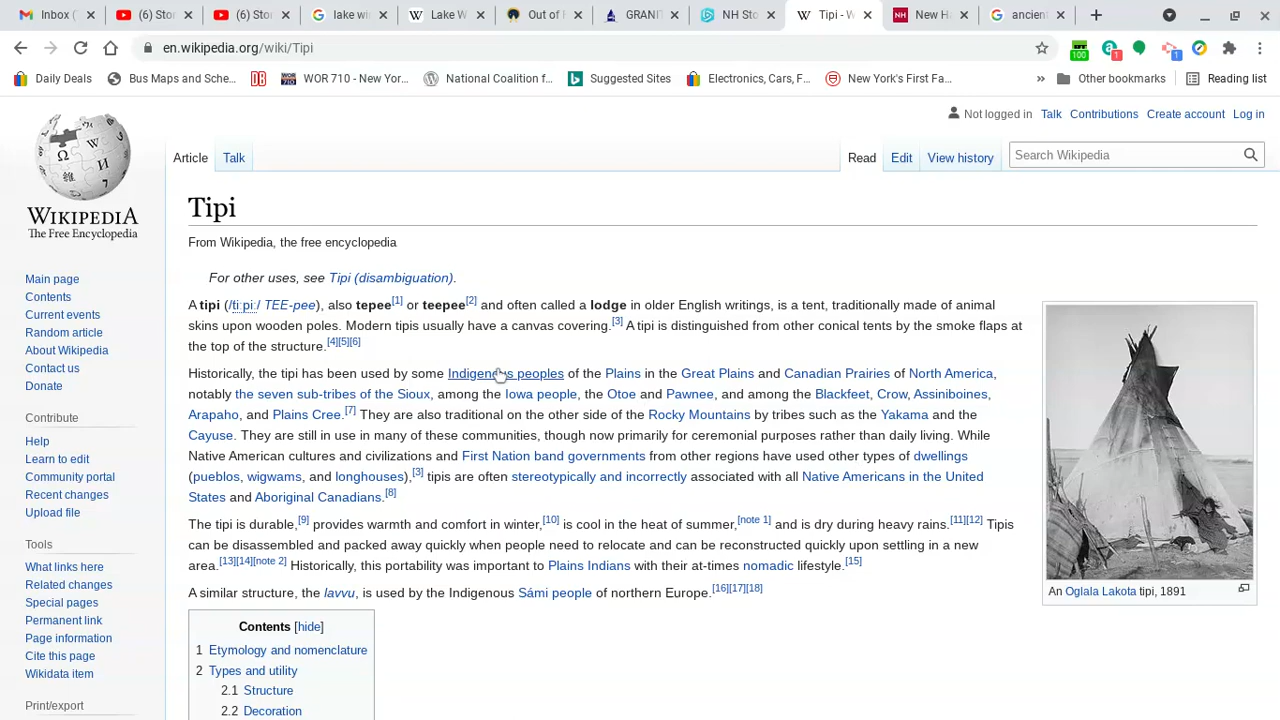 Inbox (
(6) Stor
(6) Stor
lake wi
Lake W
Out of
GRANI
NH Sto
Tipi - W
New H
ancien
en.wikipedia.org/wiki/Tipi
100
1
1
Daily Deals
Bus Maps and Sche...
WOR 710 - New Yor...
National Coalition f...
Suggested Sites
Electronics, Cars, F...
New York's First Fa...
»
Other bookmarks
Reading list
Not logged in Talk Contributions Create account Log in
Article Talk
Read Edit View history
Search Wikipedia
WIKIPEDIA
The Free Encyclopedia
Main page
Contents
Current events
Random article
About Wikipedia
Contact us
Donate
Contribute
Help
Learn to edit
Community portal
Recent changes
Upload file
Tools
What links here
Related changes
Special pages
Permanent link
Page information
Cite this page
Wikidata item
Print/export
Tipi
From Wikipedia, the free encyclopedia
For other uses, see Tipi (disambiguation).
A tipi (/ˈtiːpiː/ TEE-pee), also tepee[1] or teepee[2] and often called a lodge in older English writings, is a tent, traditionally made of animal
skins upon wooden poles. Modern tipis usually have a canvas covering.[3] A tipi is distinguished from other conical tents by the smoke flaps at
the top of the structure.[4][5][6]
Historically, the tipi has been used by some Indigenous peoples of the Plains in the Great Plains and Canadian Prairies of North America,
notably the seven sub-tribes of the Sioux, among the Iowa people, the Otoe and Pawnee, and among the Blackfeet, Crow, Assiniboines,
Arapaho, and Plains Cree.[7] They are also traditional on the other side of the Rocky Mountains by tribes such as the Yakama and the
Cayuse. They are still in use in many of these communities, though now primarily for ceremonial purposes rather than daily living. While
Native American cultures and civilizations and First Nation band governments from other regions have used other types of dwellings
(pueblos, wigwams, and longhouses),[3] tipis are often stereotypically and incorrectly associated with all Native Americans in the United
States and Aboriginal Canadians.[8]
The tipi is durable,[9] provides warmth and comfort in winter,[10] is cool in the heat of summer,[note 1] and is dry during heavy rains.[11][12] Tipis
can be disassembled and packed away quickly when people need to relocate and can be reconstructed quickly upon settling in a new
area.[13][14][note 2] Historically, this portability was important to Plains Indians with their at-times nomadic lifestyle.[15]
A similar structure, the lavvu, is used by the Indigenous Sámi people of northern Europe.[16][17][18]
An Oglala Lakota tipi, 1891
Contents [hide]
1 Etymology and nomenclature
2 Types and utility
2.1 Structure
2.2 Decoration